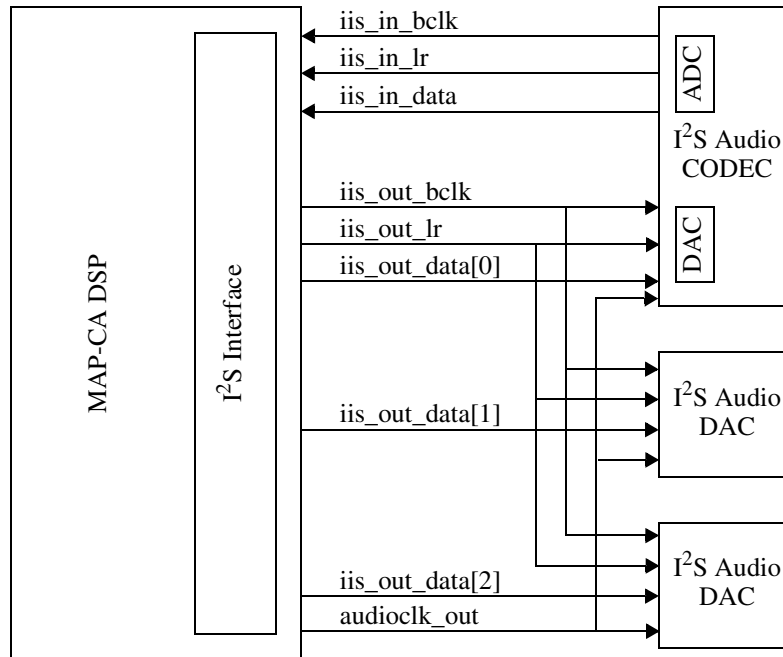 iis_in_bclk
iis_in_lr
iis_in_data
ADC
I²S Audio
CODEC
iis_out_bclk
iis_out_lr
iis_out_data[0]
DAC
MAP-CA DSP
I²S Interface
iis_out_data[1]
I²S Audio
DAC
iis_out_data[2]
audioclk_out
I²S Audio
DAC